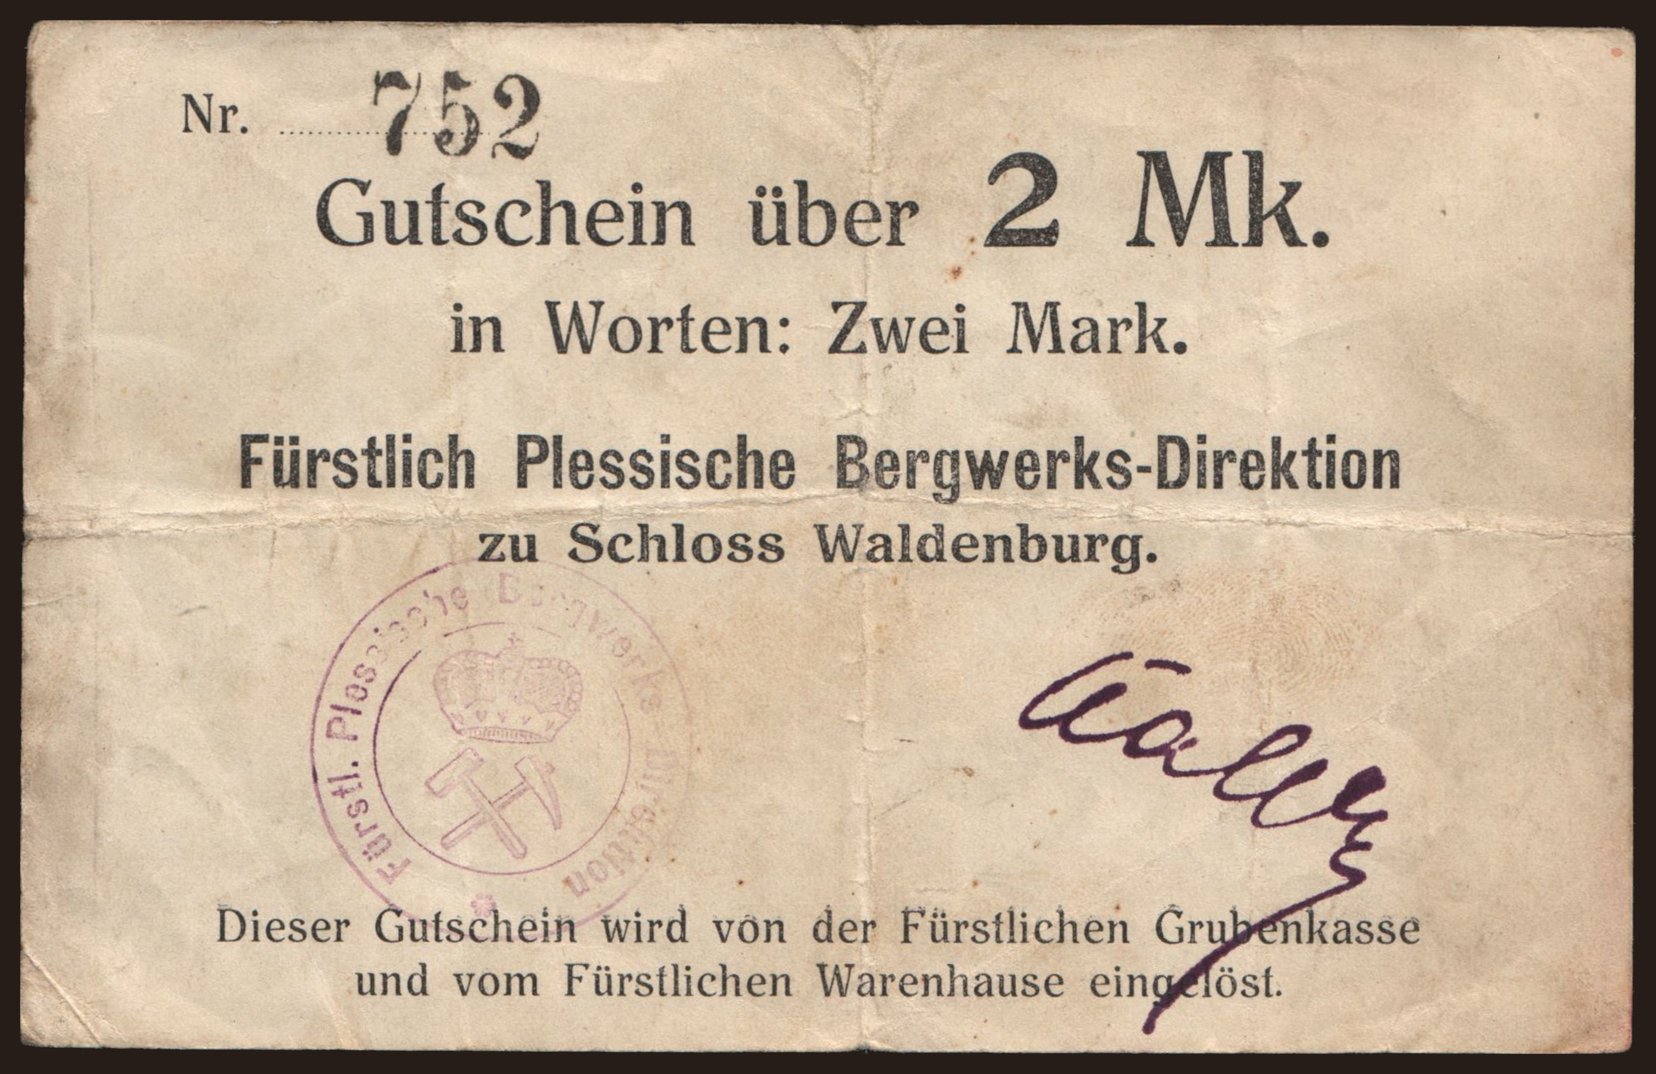 Nr. 752
Gutschein über 2 Mk.
in Worten: Zwei Mark.
Fürstlich Plessische Bergwerks-Direktion
zu Schloss Waldenburg.
Fürstl. Plessische Bergwerks-Direktion
Dieser Gutschein wird von der Fürstlichen Grubenkasse
und vom Fürstlichen Warenhause eingelöst.